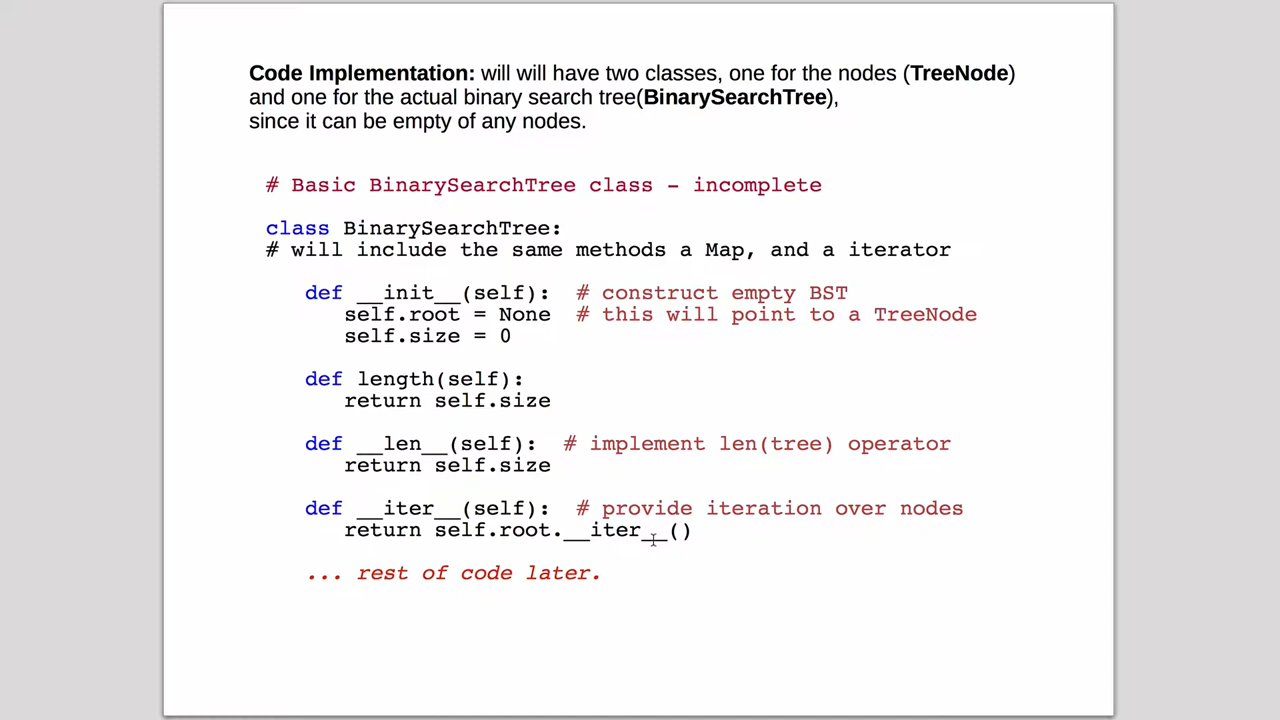 Code Implementation: will will have two classes, one for the nodes (TreeNode)
and one for the actual binary search tree(BinarySearchTree),
since it can be empty of any nodes.
# Basic BinarySearchTree class - incomplete
class BinarySearchTree:
# will include the same methods a Map, and a iterator
def __init__(self):  # construct empty BST
self.root = None  # this will point to a TreeNode
self.size = 0
def length(self):
return self.size
def __len__(self):  # implement len(tree) operator
return self.size
def __iter__(self):  # provide iteration over nodes
return self.root.__iter__()
... rest of code later.